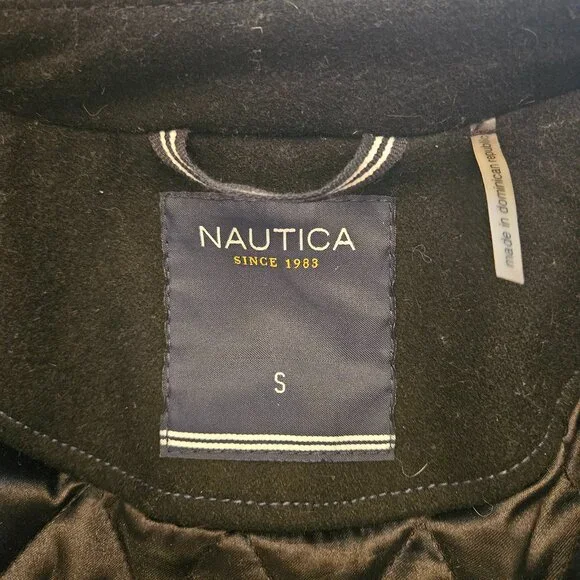 NAUTICA
SINCE 1983
S
made in dominican republic